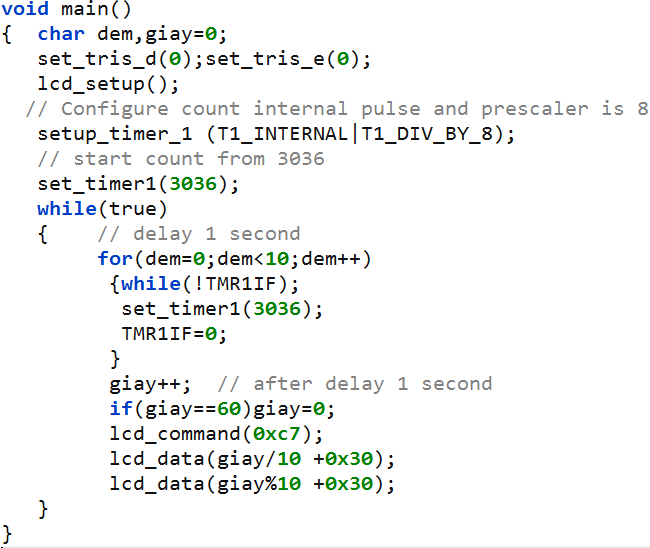 void main()
{  char dem,giay=0;
   set_tris_d(0);set_tris_e(0);
   lcd_setup();
  // Configure count internal pulse and prescaler is 8
   setup_timer_1 (T1_INTERNAL|T1_DIV_BY_8);
   // start count from 3036
   set_timer1(3036);
   while(true)
   {    // delay 1 second
        for(dem=0;dem<10;dem++)
         {while(!TMR1IF);
          set_timer1(3036);
          TMR1IF=0;
         }
         giay++;  // after delay 1 second
         if(giay==60)giay=0;
         lcd_command(0xc7);
         lcd_data(giay/10 +0x30);
         lcd_data(giay%10 +0x30);
   }
}